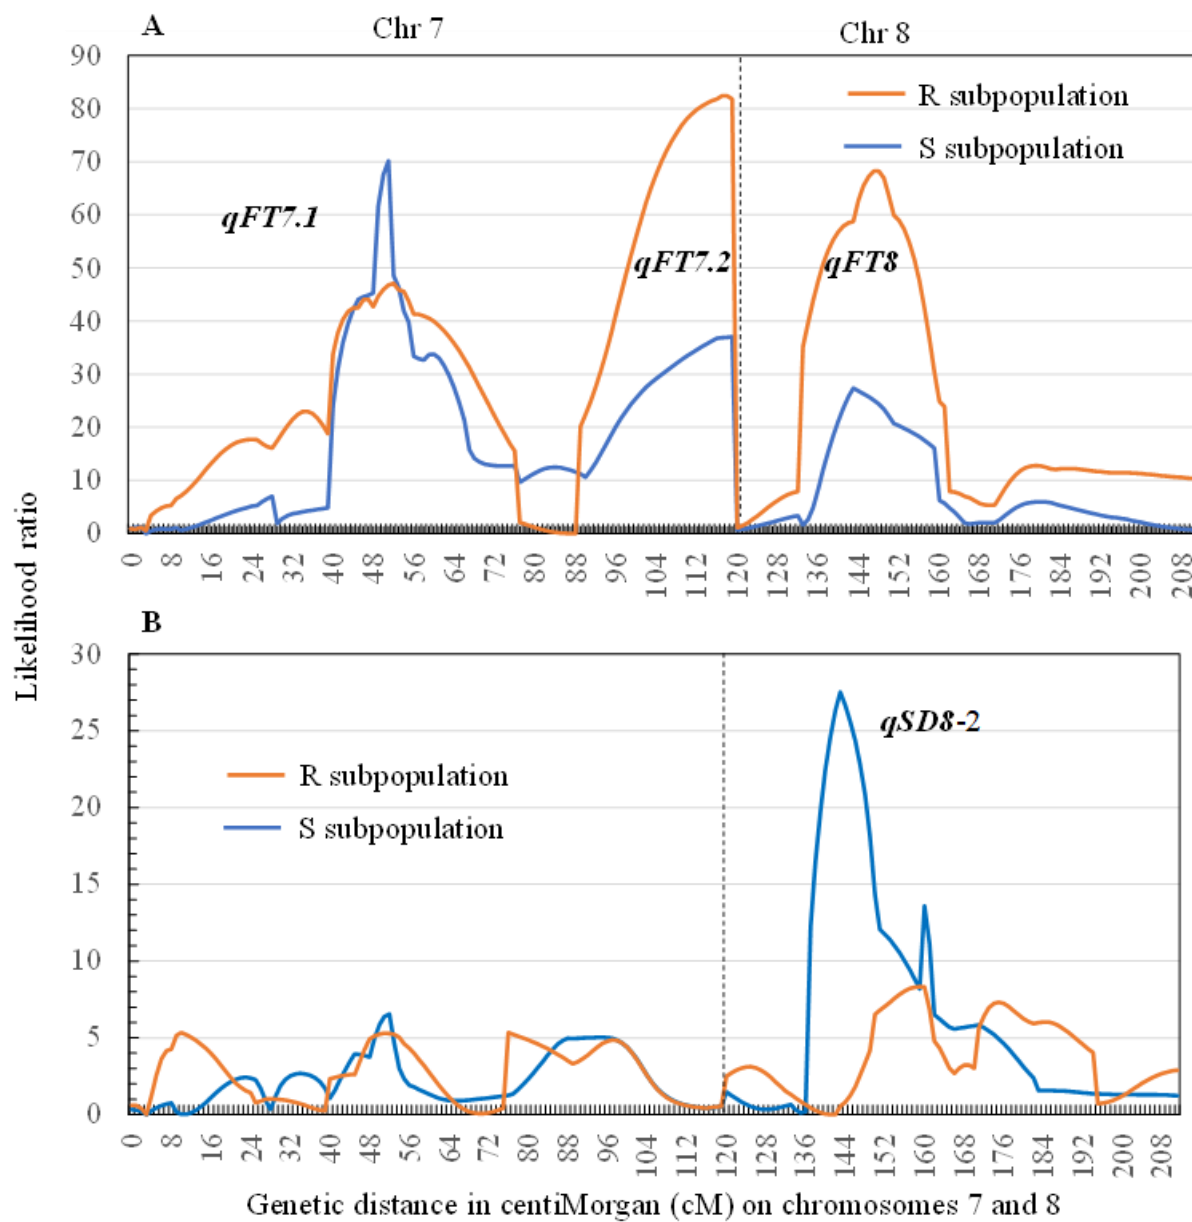 A
Chr 7
Chr 8
90
80
70
60
50
40
30
20
10
0
R subpopulation
S subpopulation
qFT7.1
qFT7.2
qFT8
0 8 16 24 32 40 48 56 64 72 80 88 96 104 112 120 128 136 144 152 160 168 176 184 192 200 208
Likelihood ratio
B
30
25
20
15
10
5
0
qSD8-2
R subpopulation
S subpopulation
0 8 16 24 32 40 48 56 64 72 80 88 96 104 112 120 128 136 144 152 160 168 176 184 192 200 208
Genetic distance in centiMorgan (cM) on chromosomes 7 and 8